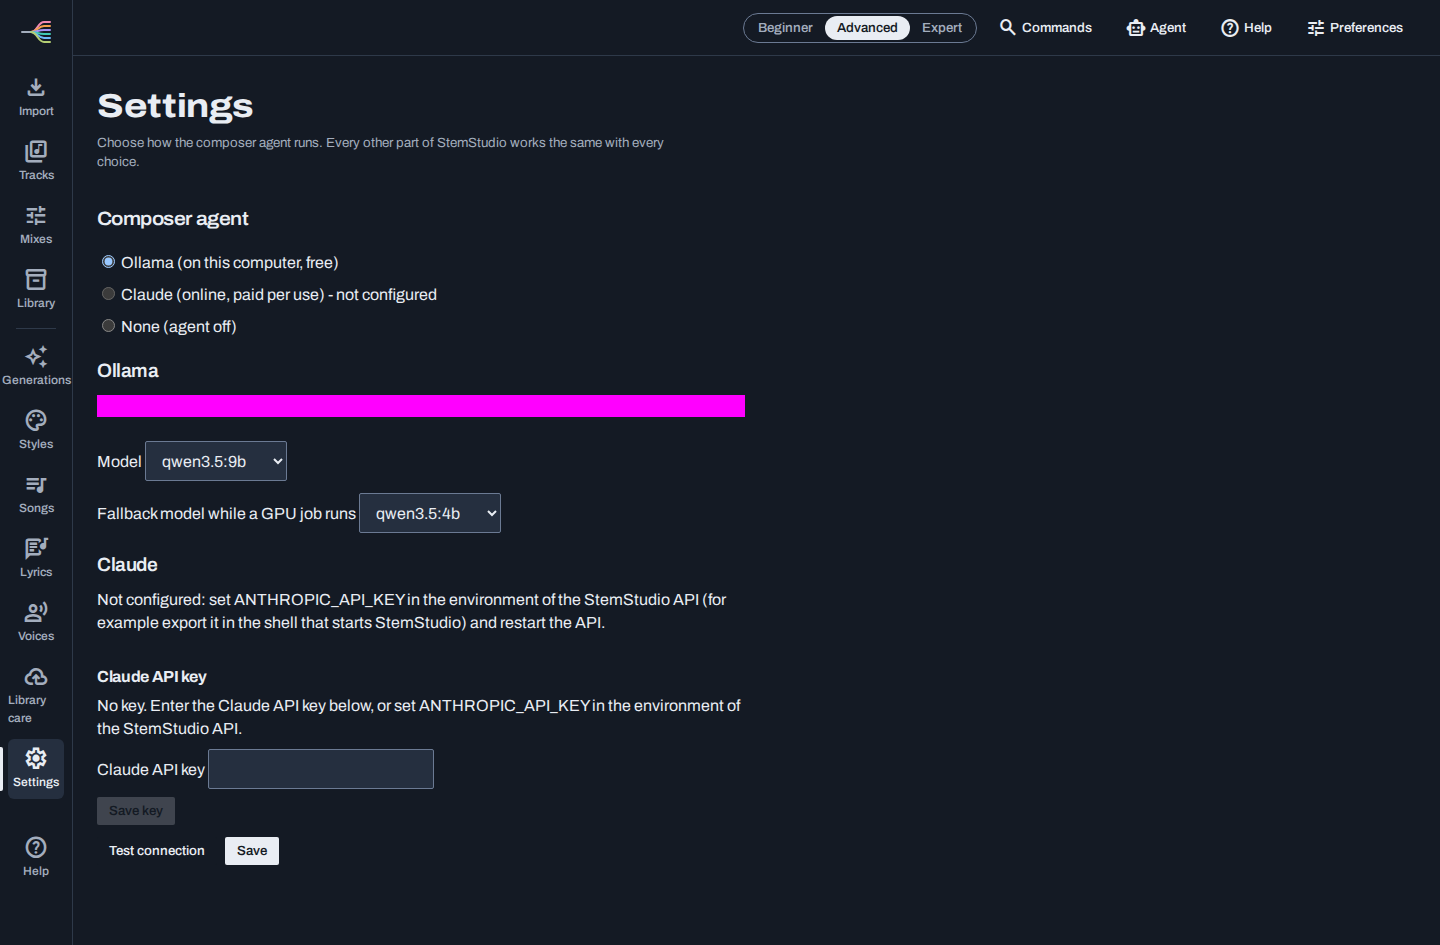 Beginner
Advanced
Expert
Commands
Agent
Help
Preferences
Import
Tracks
Mixes
Library
Generations
Styles
Songs
Lyrics
Voices
Library
care
Settings
Help
Settings
Choose how the composer agent runs. Every other part of StemStudio works the same with every
choice.
Composer agent
Ollama (on this computer, free)
Claude (online, paid per use) - not configured
None (agent off)
Ollama
Model qwen3.5:9b
Fallback model while a GPU job runs qwen3.5:4b
Claude
Not configured: set ANTHROPIC_API_KEY in the environment of the StemStudio API (for
example export it in the shell that starts StemStudio) and restart the API.
Claude API key
No key. Enter the Claude API key below, or set ANTHROPIC_API_KEY in the environment of
the StemStudio API.
Claude API key
Save key
Test connection
Save